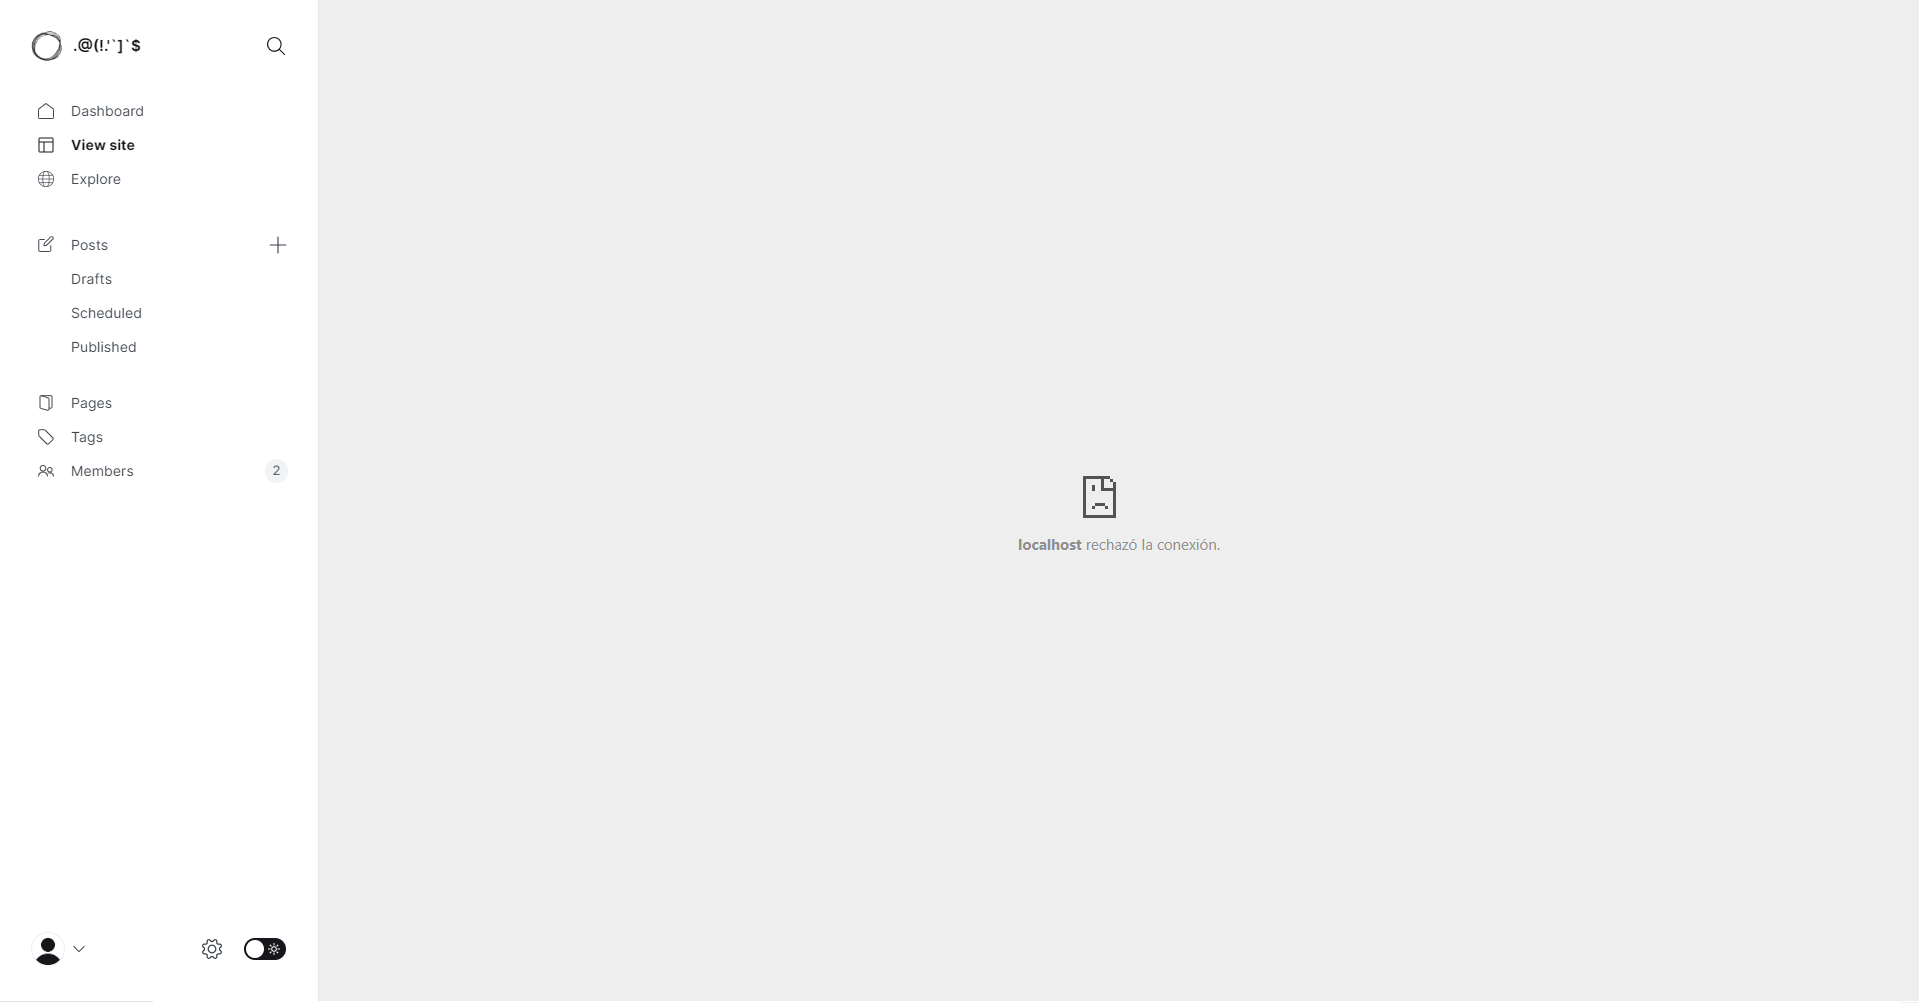 .@(!.'`]`$
Dashboard
View site
Explore
Posts
Drafts
Scheduled
Published
Pages
Tags
Members 2
localhost rechazó la conexión.